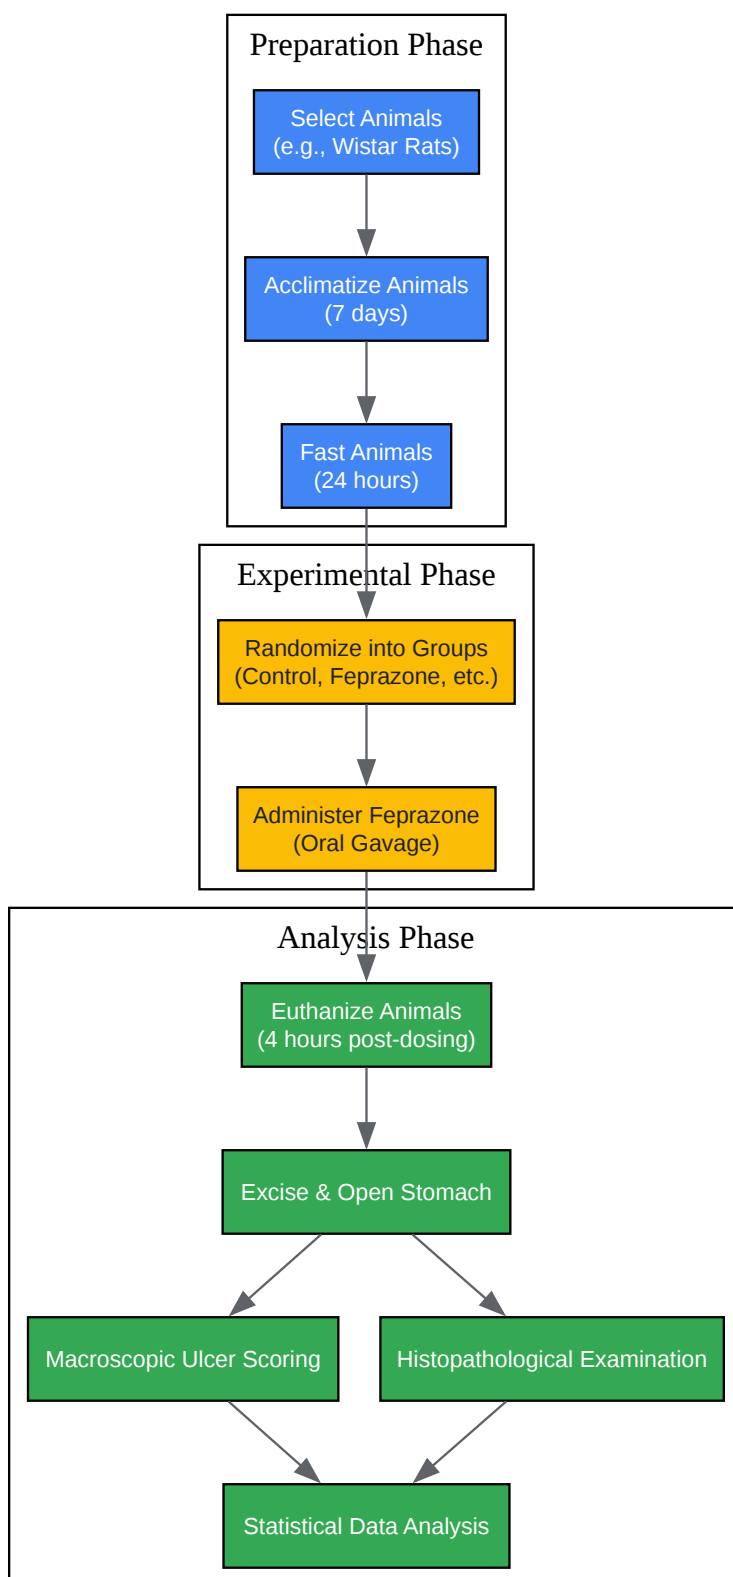 Preparation Phase
Select Animals
(e.g., Wistar Rats)
Acclimatize Animals
(7 days)
Fast Animals
(24 hours)
Experimental Phase
Randomize into Groups
(Control, Feprazone, etc.)
Administer Feprazone
(Oral Gavage)
Analysis Phase
Euthanize Animals
(4 hours post-dosing)
Excise & Open Stomach
Macroscopic Ulcer Scoring
Histopathological Examination
Statistical Data Analysis